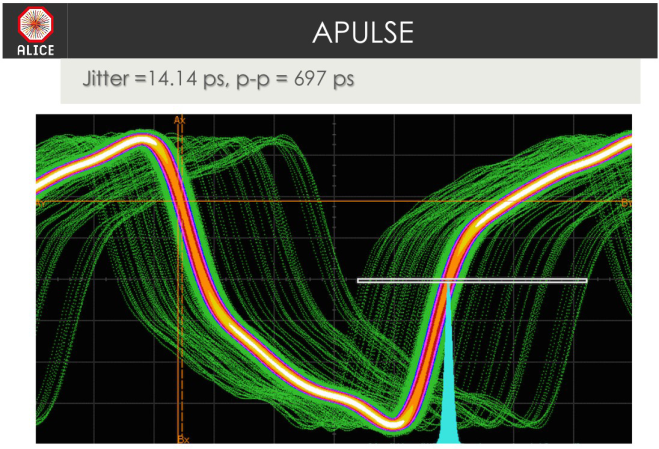 APULSE
ALICE
Jitter =14.14 ps, p-p = 697 ps
Ax
Bx